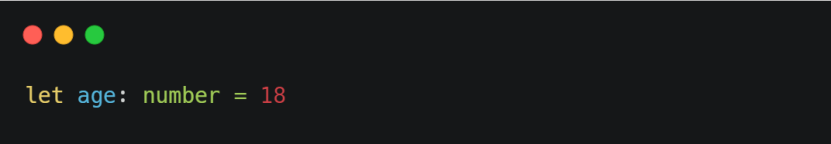 let age: number = 18